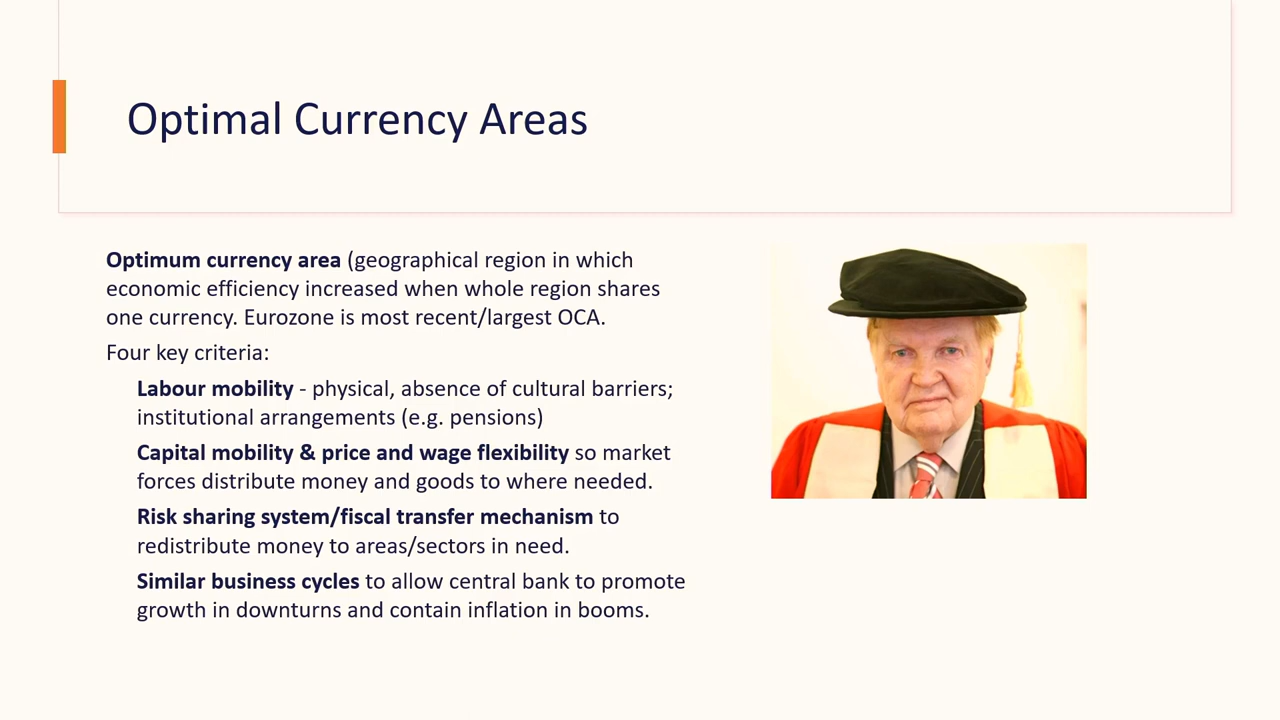 Optimal Currency Areas
Optimum currency area (geographical region in which
economic efficiency increased when whole region shares
one currency. Eurozone is most recent/largest OCA.
Four key criteria:
Labour mobility - physical, absence of cultural barriers;
institutional arrangements (e.g. pensions)
Capital mobility & price and wage flexibility so market
forces distribute money and goods to where needed.
Risk sharing system/fiscal transfer mechanism to
redistribute money to areas/sectors in need.
Similar business cycles to allow central bank to promote
growth in downturns and contain inflation in booms.